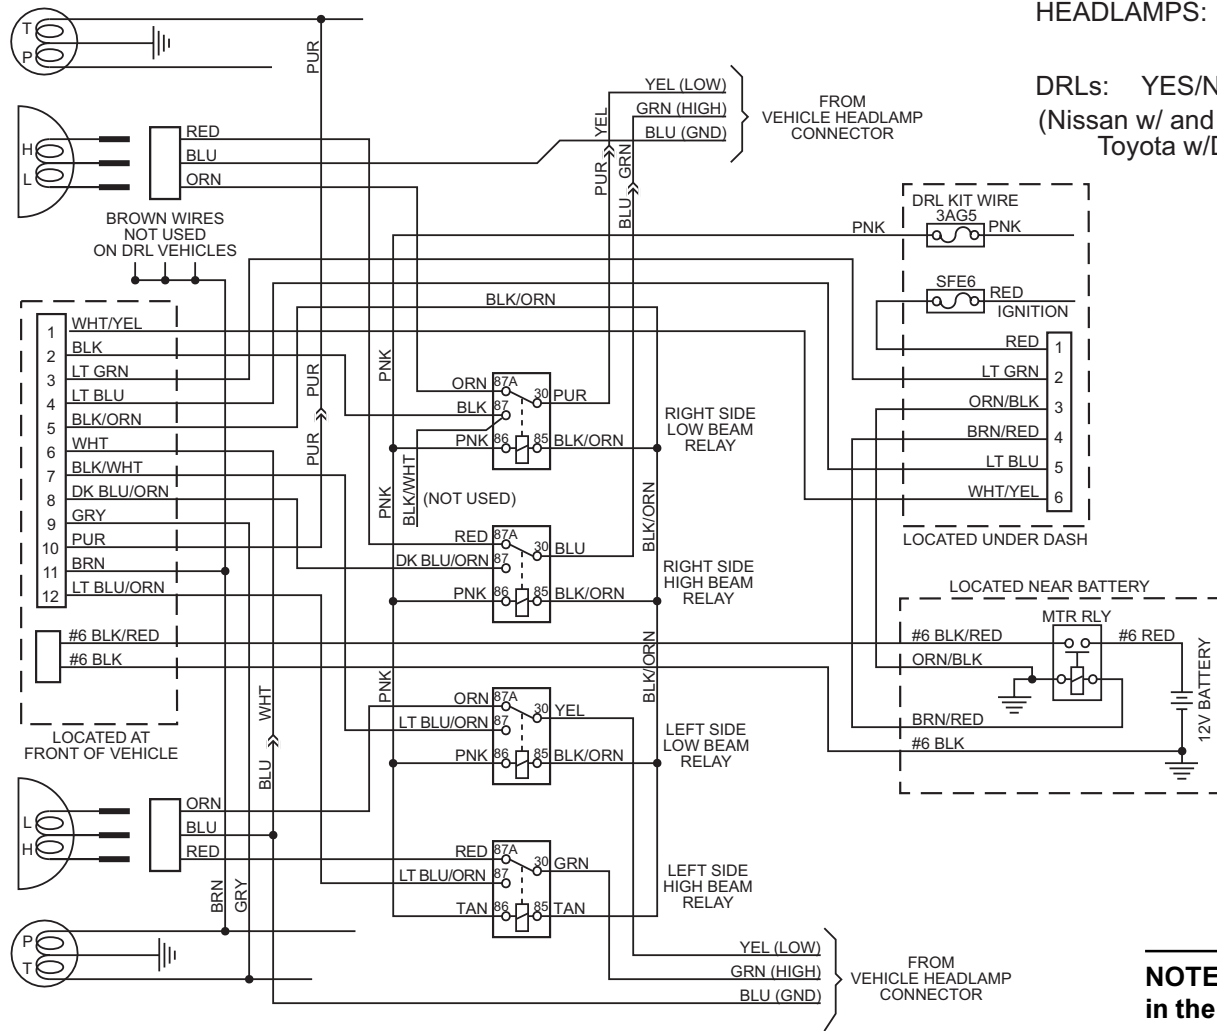 HEADLAMPS:
DRLs: YES/N
(Nissan w/ and
Toyota w/D
T
P
PUR
H
L
RED
BLU
ORN
BROWN WIRES
NOT USED
ON DRL VEHICLES
YEL (LOW)
GRN (HIGH)
BLU (GND)
FROM
VEHICLE HEADLAMP
CONNECTOR
YEL
PUR
GRN
BLU
DRL KIT WIRE
3AG5
PNK
PNK
SFE6
RED
IGNITION
RED 1
LT GRN 2
ORN/BLK 3
BRN/RED 4
LT BLU 5
WHT/YEL 6
LOCATED UNDER DASH
BLK/ORN
1 WHT/YEL
2 BLK
3 LT GRN
4 LT BLU
5 BLK/ORN
6 WHT
7 BLK/WHT
8 DK BLU/ORN
9 GRY
10 PUR
11 BRN
12 LT BLU/ORN
#6 BLK/RED
#6 BLK
LOCATED AT
FRONT OF VEHICLE
PUR
PUR
PNK
PNK
PNK
BLK/WHT
(NOT USED)
BLK/ORN
BLK/ORN
ORN 87A
30 PUR
BLK 87
PNK 86 85 BLK/ORN
RIGHT SIDE
LOW BEAM
RELAY
RED 87A
30 BLU
DK BLU/ORN 87
PNK 86 85 BLK/ORN
RIGHT SIDE
HIGH BEAM
RELAY
ORN 87A
30 YEL
LT BLU/ORN 87
PNK 86 85 BLK/ORN
LEFT SIDE
LOW BEAM
RELAY
RED 87A
30 GRN
LT BLU/ORN 87
TAN 86 85 TAN
LEFT SIDE
HIGH BEAM
RELAY
LOCATED NEAR BATTERY
MTR RLY
#6 BLK/RED
#6 RED
ORN/BLK
BRN/RED
#6 BLK
12V BATTERY
WHT
BLU
L
H
ORN
BLU
RED
BRN
GRY
P
T
YEL (LOW)
GRN (HIGH)
BLU (GND)
FROM
VEHICLE HEADLAMP
CONNECTOR
NOTE
in the